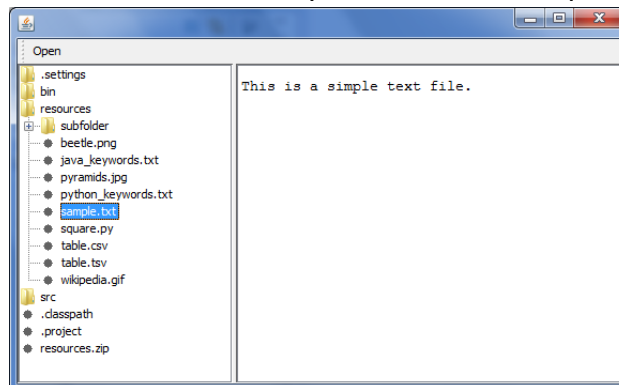 Open
.settings
bin
resources
subfolder
beetle.png
java_keywords.txt
pyramids.jpg
python_keywords.txt
sample.txt
square.py
table.csv
table.tsv
wikipedia.gif
src
.classpath
.project
resources.zip
This is a simple text file.